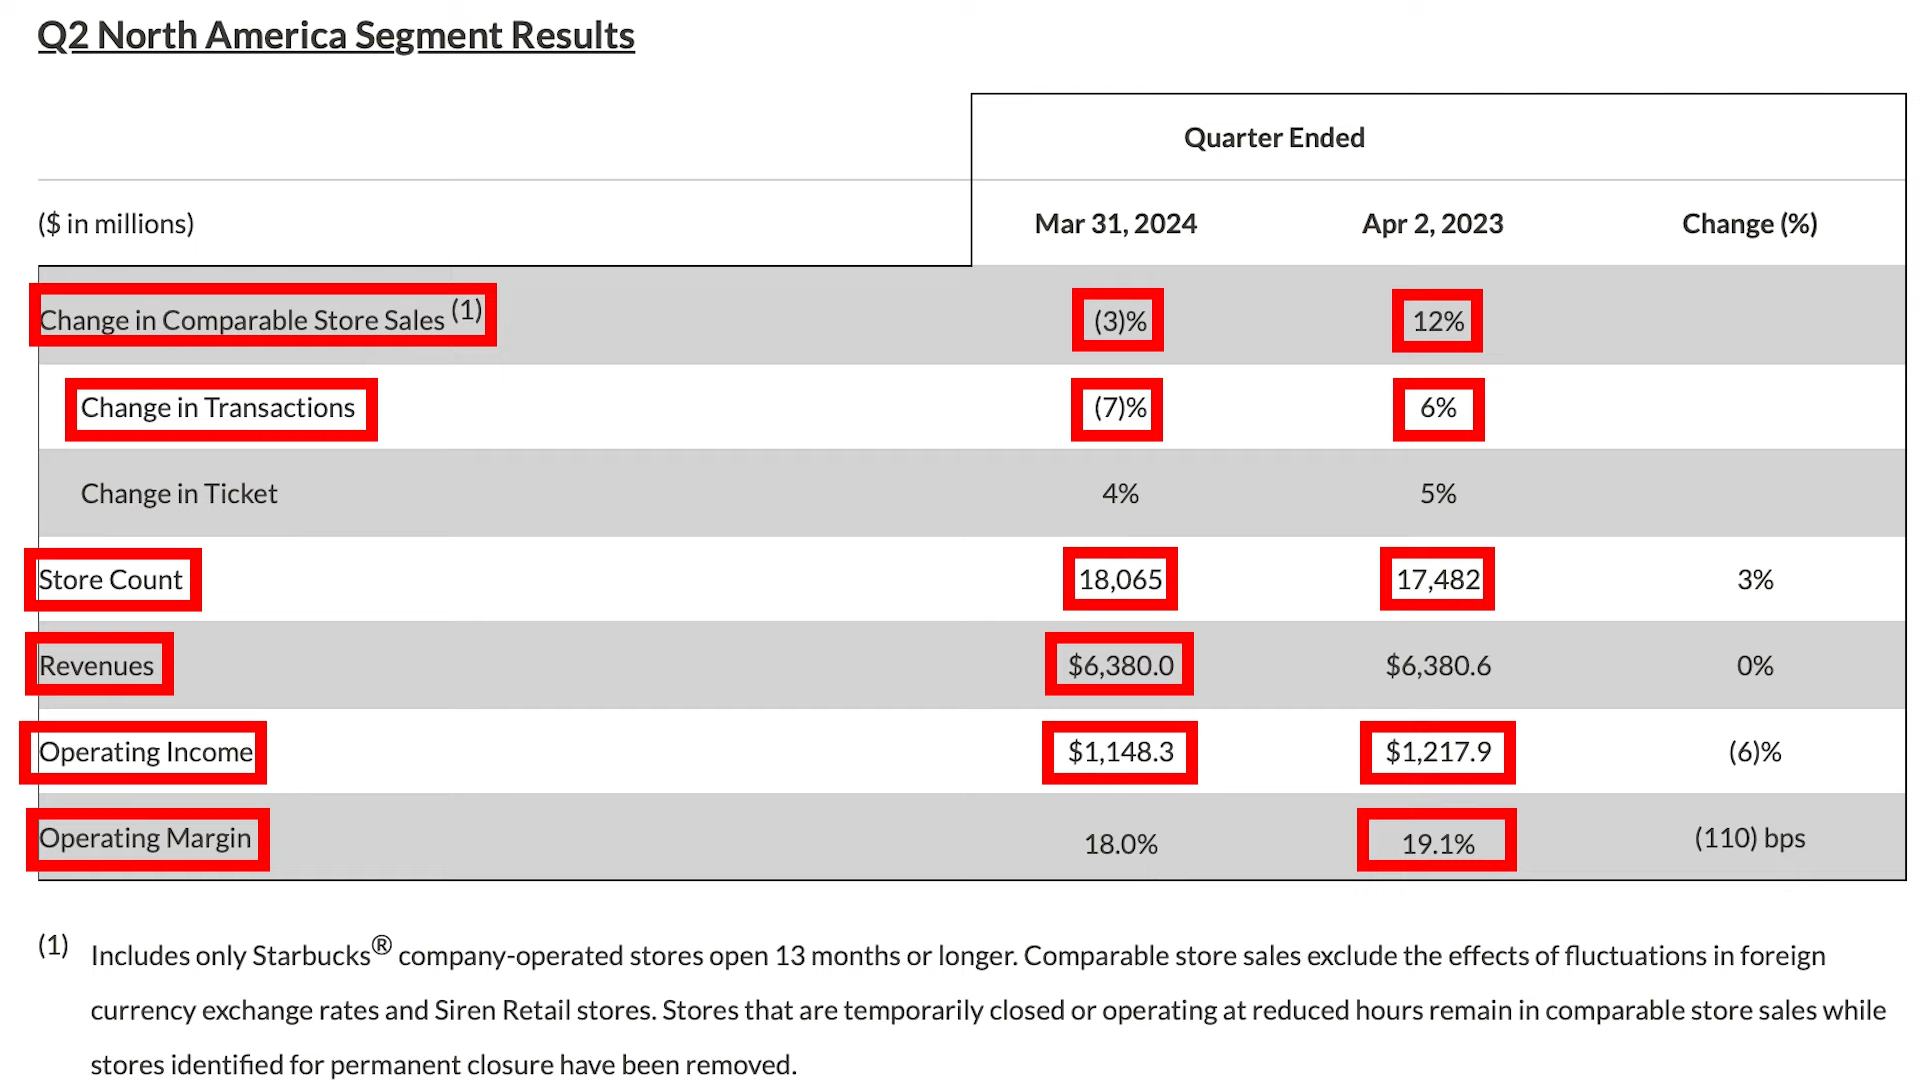 Q2 North America Segment Results
Quarter Ended
($ in millions) Mar 31, 2024 Apr 2, 2023 Change (%)
Change in Comparable Store Sales (1) (3)% 12%
Change in Transactions (7)% 6%
Change in Ticket 4% 5%
Store Count 18,065 17,482 3%
Revenues $6,380.0 $6,380.6 0%
Operating Income $1,148.3 $1,217.9 (6)%
Operating Margin 18.0% 19.1% (110) bps
(1) Includes only Starbucks® company-operated stores open 13 months or longer. Comparable store sales exclude the effects of fluctuations in foreign
currency exchange rates and Siren Retail stores. Stores that are temporarily closed or operating at reduced hours remain in comparable store sales while
stores identified for permanent closure have been removed.